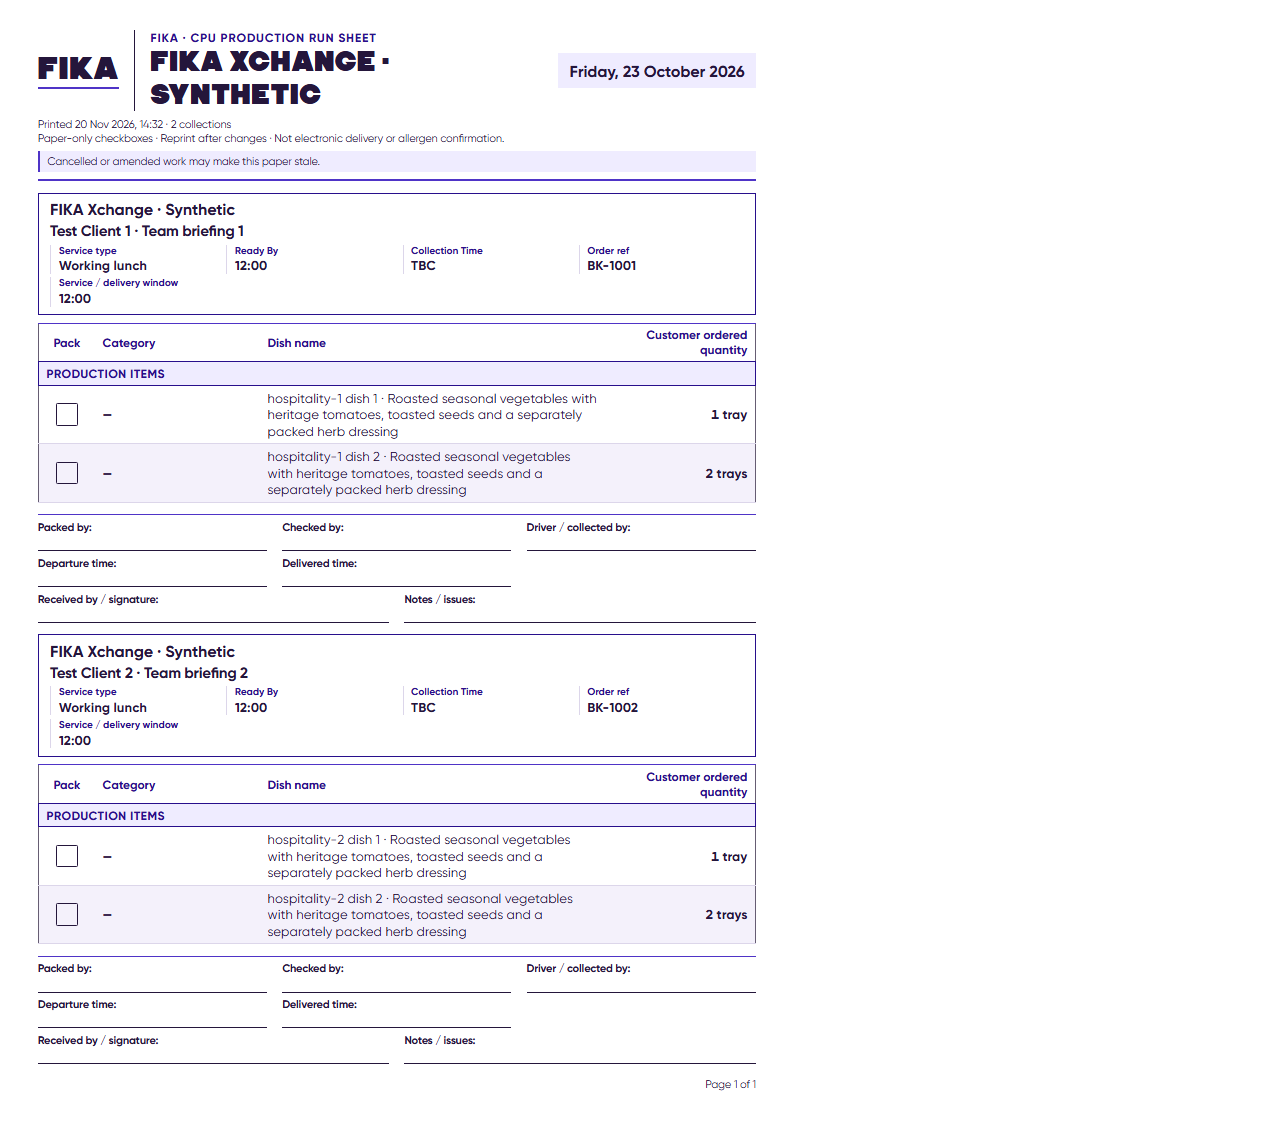 FIKA
FIKA · CPU PRODUCTION RUN SHEET
FIKA XCHANGE ·
SYNTHETIC
Friday, 23 October 2026
Printed 20 Nov 2026, 14:32 · 2 collections
Paper-only checkboxes · Reprint after changes · Not electronic delivery or allergen confirmation.
Cancelled or amended work may make this paper stale.
FIKA Xchange · Synthetic
Test Client 1 · Team briefing 1
Service type Ready By Collection Time Order ref
Working lunch 12:00 TBC BK-1001
Service / delivery window
12:00
Pack Category Dish name Customer ordered quantity
PRODUCTION ITEMS
– hospitality-1 dish 1 · Roasted seasonal vegetables with
heritage tomatoes, toasted seeds and a separately
packed herb dressing
1 tray
– hospitality-1 dish 2 · Roasted seasonal vegetables
with heritage tomatoes, toasted seeds and a
separately packed herb dressing
2 trays
Packed by: Checked by: Driver / collected by:
Departure time: Delivered time:
Received by / signature: Notes / issues:
FIKA Xchange · Synthetic
Test Client 2 · Team briefing 2
Service type Ready By Collection Time Order ref
Working lunch 12:00 TBC BK-1002
Service / delivery window
12:00
Pack Category Dish name Customer ordered quantity
PRODUCTION ITEMS
– hospitality-2 dish 1 · Roasted seasonal vegetables
with heritage tomatoes, toasted seeds and a
separately packed herb dressing
1 tray
– hospitality-2 dish 2 · Roasted seasonal vegetables
with heritage tomatoes, toasted seeds and a
separately packed herb dressing
2 trays
Packed by: Checked by: Driver / collected by:
Departure time: Delivered time:
Received by / signature: Notes / issues:
Page 1 of 1